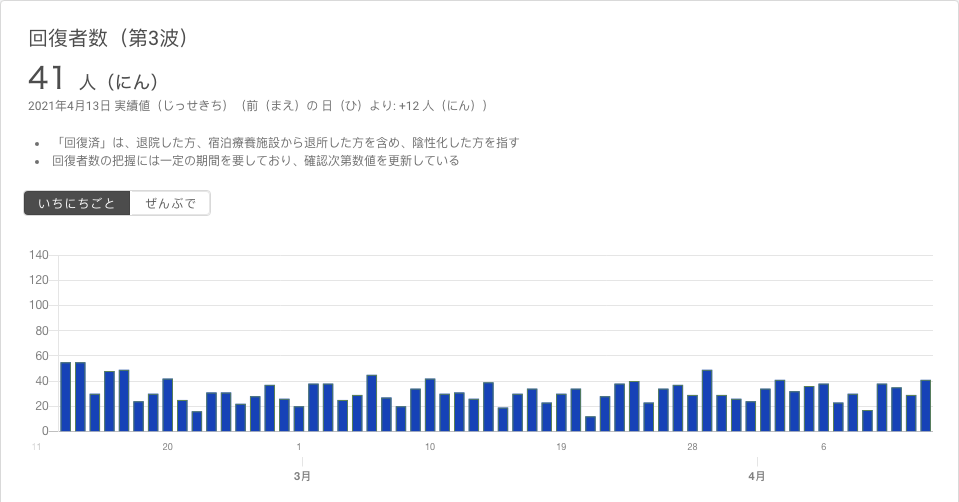 回復者数（第3波）
41 人（にん）
2021年4月13日 実績値（じっせきち）（前（まえ）の 日（ひ）より: +12 人（にん））
• 「回復済」は、退院した方、宿泊療養施設から退所した方を含め、陰性化した方を指す
• 回復者数の把握には一定の期間を要しており、確認次第数値を更新している
いちにちごと ぜんぶで
140
120
100
80
60
40
20
0
11 20 1 10 19 28 6
3月 4月